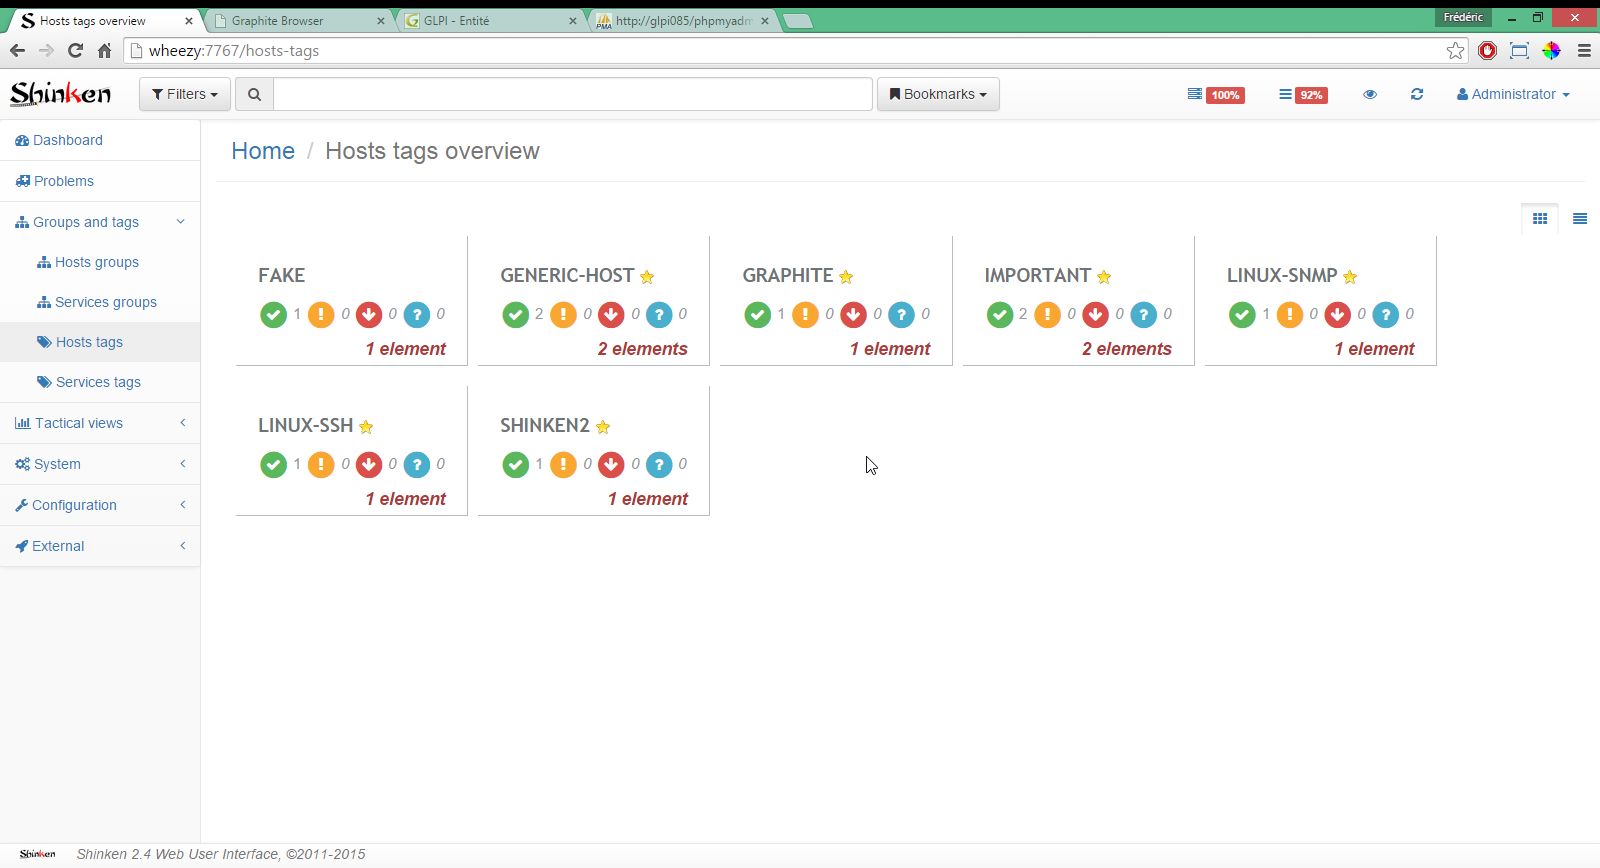 Hosts tags overview
Graphite Browser
GLPI - Entité
http://glpi085/phpmyadm
Frédéric
wheezy:7767/hosts-tags
Shinken
Filters
Bookmarks
100%
92%
Administrator
Dashboard
Problems
Groups and tags
Hosts groups
Services groups
Hosts tags
Services tags
Tactical views
System
Configuration
External
Home / Hosts tags overview
FAKE
1 0 0 0
1 element
GENERIC-HOST
2 0 0 0
2 elements
GRAPHITE
1 0 0 0
1 element
IMPORTANT
2 0 0 0
2 elements
LINUX-SNMP
1 0 0 0
1 element
LINUX-SSH
1 0 0 0
1 element
SHINKEN2
1 0 0 0
1 element
Shinken
Shinken 2.4 Web User Interface, ©2011-2015